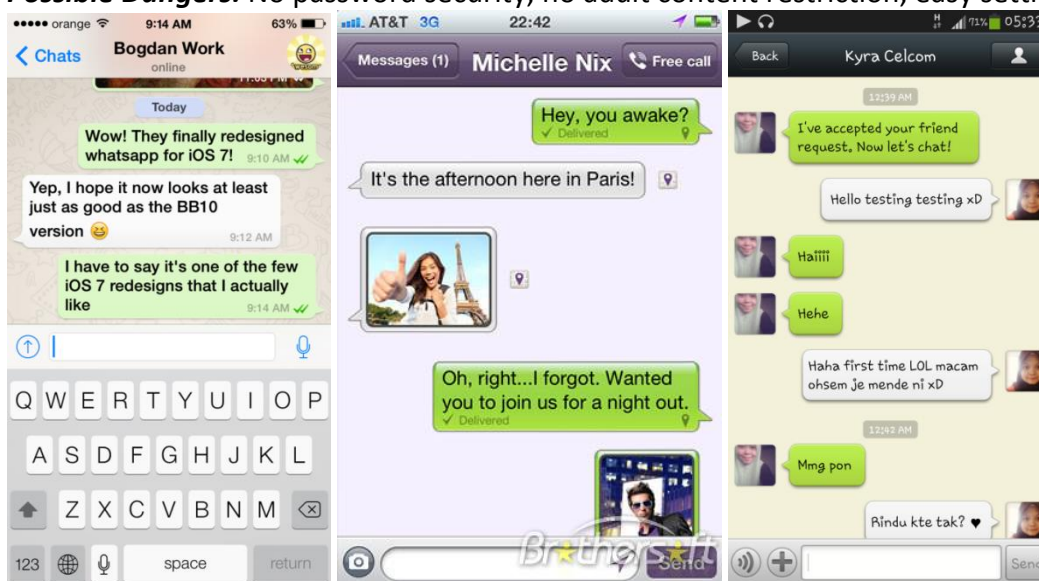 Possible Dangers: No password security, no adult content restriction, easy setti
orange
9:14 AM
63%
Chats
Bogdan Work
online
Today
Wow! They finally redesigned
whatsapp for iOS 7! 9:10 AM
Yep, I hope it now looks at least
just as good as the BB10
version 9:12 AM
I have to say it's one of the few
iOS 7 redesigns that I actually
like 9:14 AM
Q W E R T Y U I O P
A S D F G H J K L
Z X C V B N M
123 space return
AT&T 3G 22:42
Messages (1) Michelle Nix Free call
Hey, you awake?
Delivered
It's the afternoon here in Paris!
Oh, right...I forgot. Wanted
you to join us for a night out.
Delivered
Brothersoft
Send
71% 05:33
Back Kyra Celcom
12:39 AM
I've accepted your friend
request. Now let's chat!
Hello testing testing xD
Haiiii
Hehe
Haha first time LOL macam
ohsem je mende ni xD
12:42 AM
Mmg pon
Rindu kte tak? ♥
Send